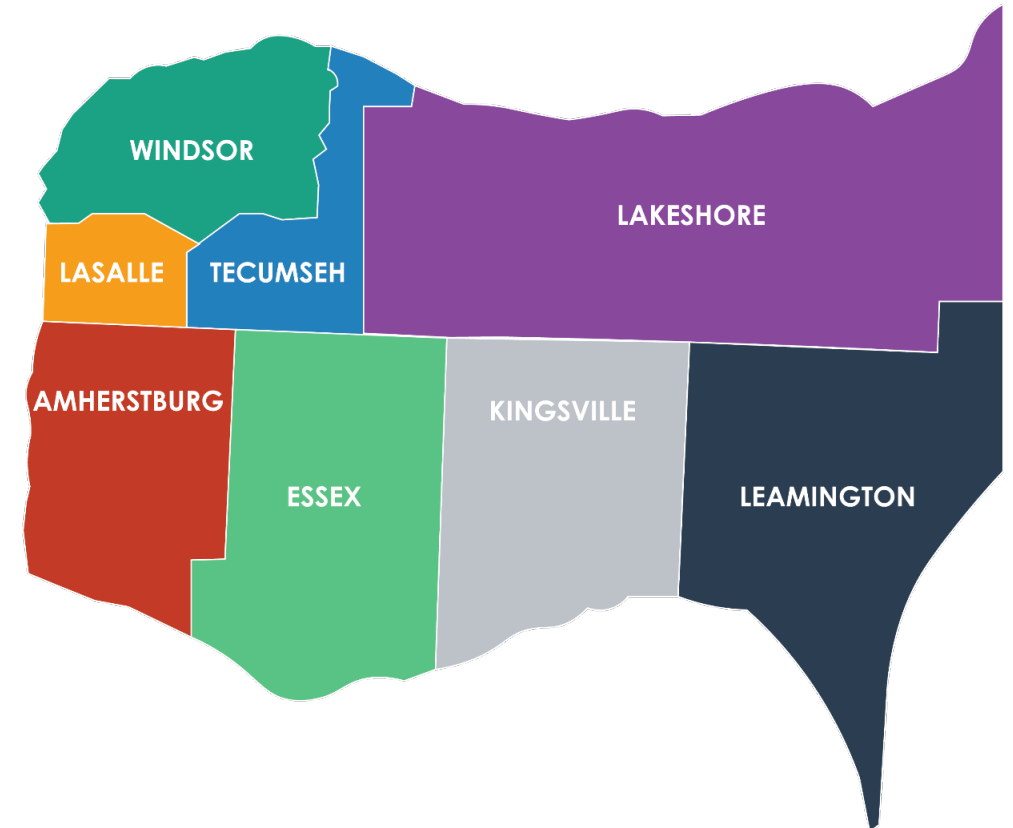 WINDSOR
LAKESHORE
LASALLE
TECUMSEH
AMHERSTBURG
KINGSVILLE
ESSEX
LEAMINGTON